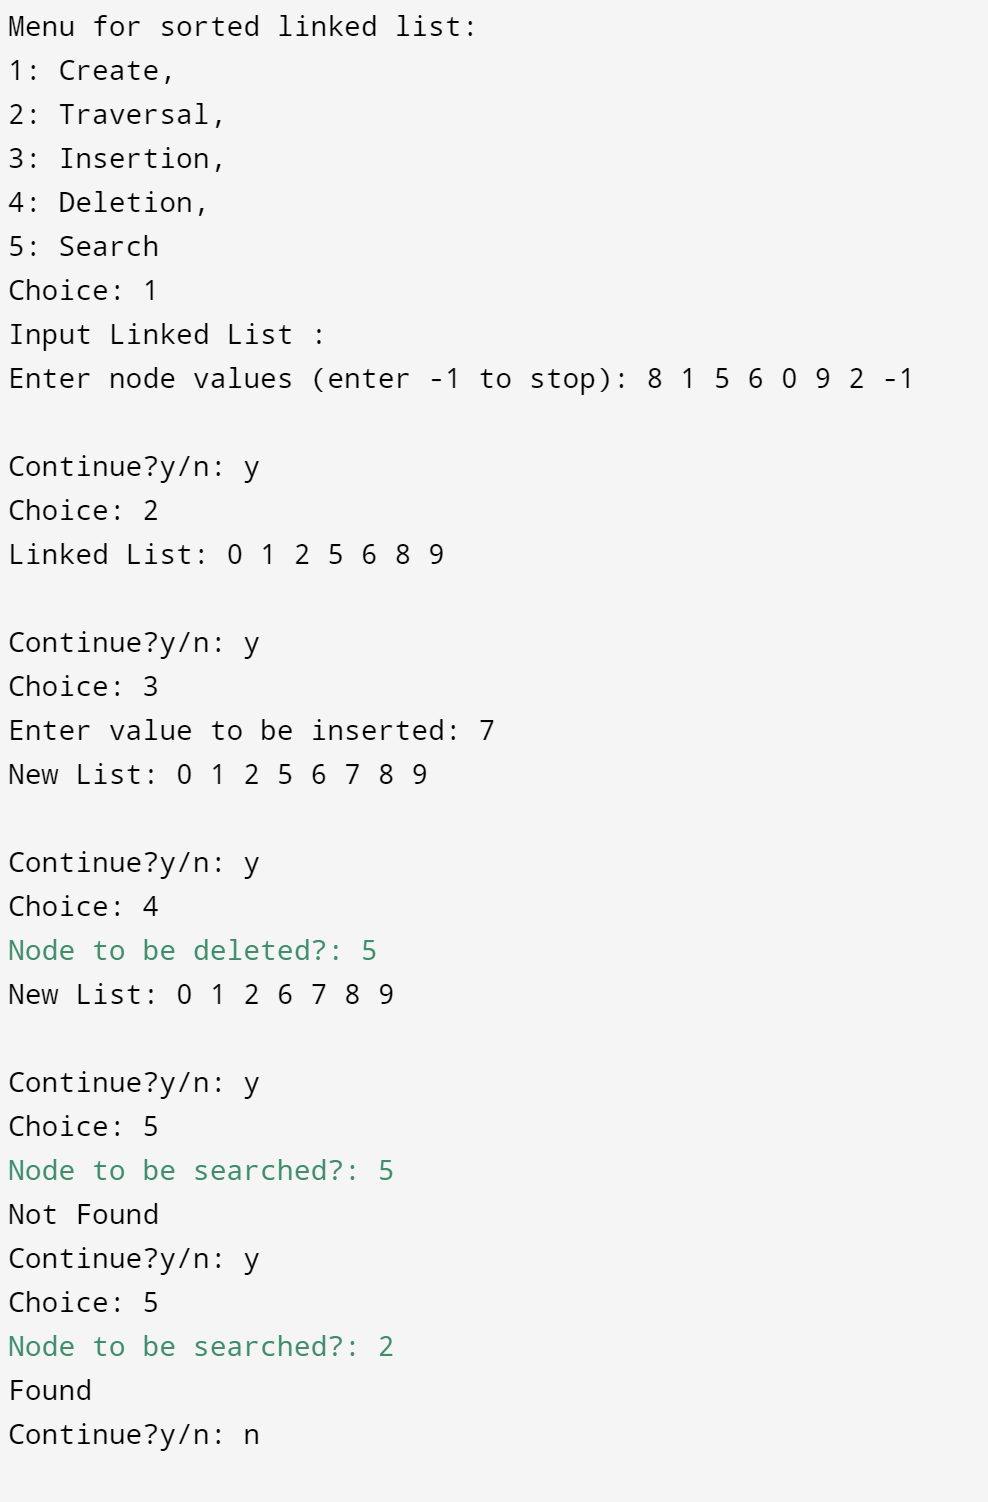 Menu for sorted linked list:
1: Create,
2: Traversal,
3: Insertion,
4: Deletion,
5: Search
Choice: 1
Input Linked List :
Enter node values (enter -1 to stop): 8 1 5 6 0 9 2 -1
Continue?y/n: y
Choice: 2
Linked List: 0 1 2 5 6 8 9
Continue?y/n: y
Choice: 3
Enter value to be inserted: 7
New List: 0 1 2 5 6 7 8 9
Continue?y/n: y
Choice: 4
Node to be deleted?: 5
New List: 0 1 2 6 7 8 9
Continue?y/n: y
Choice: 5
Node to be searched?: 5
Not Found
Continue?y/n: y
Choice: 5
Node to be searched?: 2
Found
Continue?y/n: n